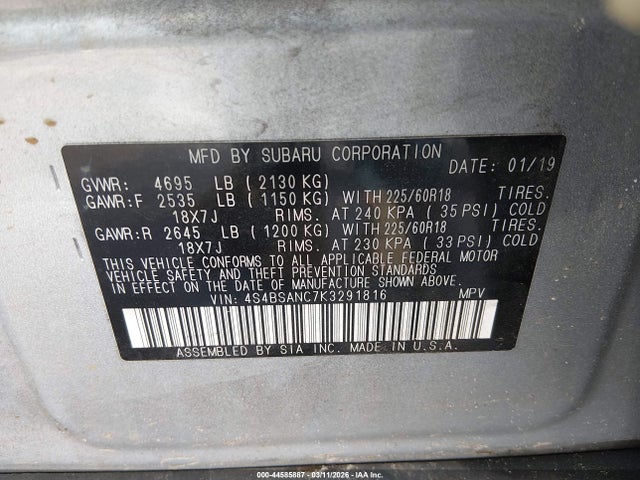 MFD BY SUBARU CORPORATION
DATE: 01/19
GVWR: 4695 LB (2130 KG)
GAWR:F 2535 LB (1150 KG) WITH 225/60R18 TIRES.
18X7J RIMS. AT 240 KPA (35 PSI) COLD
GAWR:R 2645 LB (1200 KG) WITH 225/60R18 TIRES.
18X7J RIMS. AT 230 KPA (33 PSI) COLD
THIS VEHICLE CONFORMS TO ALL APPLICABLE FEDERAL MOTOR
VEHICLE SAFETY AND THEFT PREVENTION STANDARDS
IN EFFECT ON THE DATE OF MANUFACTURE SHOWN ABOVE.
VIN: 4S4BSANC7K3291816 MPV
ASSEMBLED BY SIA INC. MADE IN U.S.A.
000-44585887 - 03/11/2026 - IAAI.COM